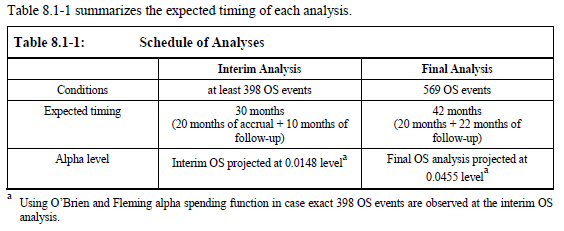 Table 8.1-1 summarizes the expected timing of each analysis.
Table 8.1-1: Schedule of Analyses
Interim Analysis Final Analysis
Conditions at least 398 OS events 569 OS events
Expected timing 30 months 42 months
(20 months of accrual + 10 months of (20 months + 22 months of
follow-up) follow-up)
Alpha level Interim OS projected at 0.0148 levelᵃ Final OS analysis projected at
0.0455 levelᵃ
ᵃ Using O’Brien and Fleming alpha spending function in case exact 398 OS events are observed at the interim OS
analysis.